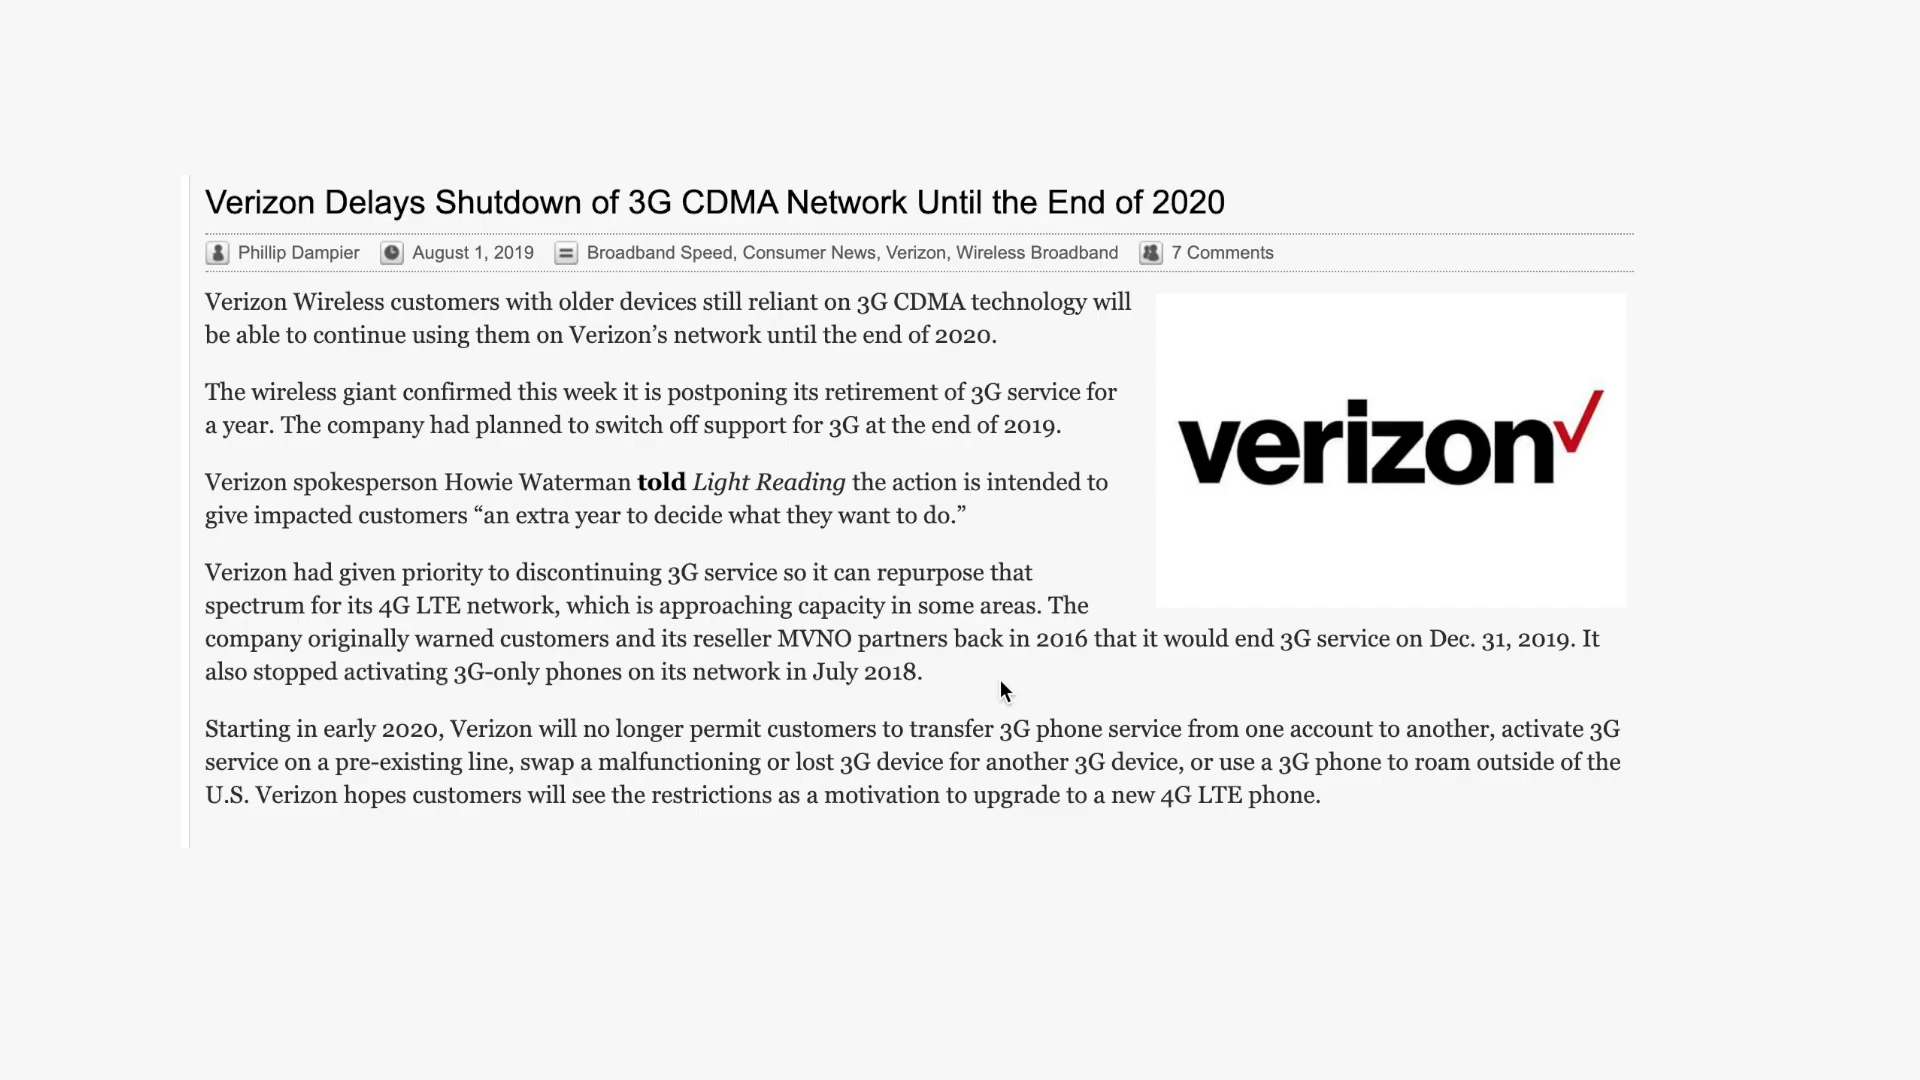 Verizon Delays Shutdown of 3G CDMA Network Until the End of 2020
Phillip Dampier August 1, 2019 Broadband Speed, Consumer News, Verizon, Wireless Broadband 7 Comments
Verizon Wireless customers with older devices still reliant on 3G CDMA technology will
be able to continue using them on Verizon’s network until the end of 2020.
The wireless giant confirmed this week it is postponing its retirement of 3G service for
a year. The company had planned to switch off support for 3G at the end of 2019.
verizon
Verizon spokesperson Howie Waterman told Light Reading the action is intended to
give impacted customers “an extra year to decide what they want to do.”
Verizon had given priority to discontinuing 3G service so it can repurpose that
spectrum for its 4G LTE network, which is approaching capacity in some areas. The
company originally warned customers and its reseller MVNO partners back in 2016 that it would end 3G service on Dec. 31, 2019. It
also stopped activating 3G-only phones on its network in July 2018.
Starting in early 2020, Verizon will no longer permit customers to transfer 3G phone service from one account to another, activate 3G
service on a pre-existing line, swap a malfunctioning or lost 3G device for another 3G device, or use a 3G phone to roam outside of the
U.S. Verizon hopes customers will see the restrictions as a motivation to upgrade to a new 4G LTE phone.